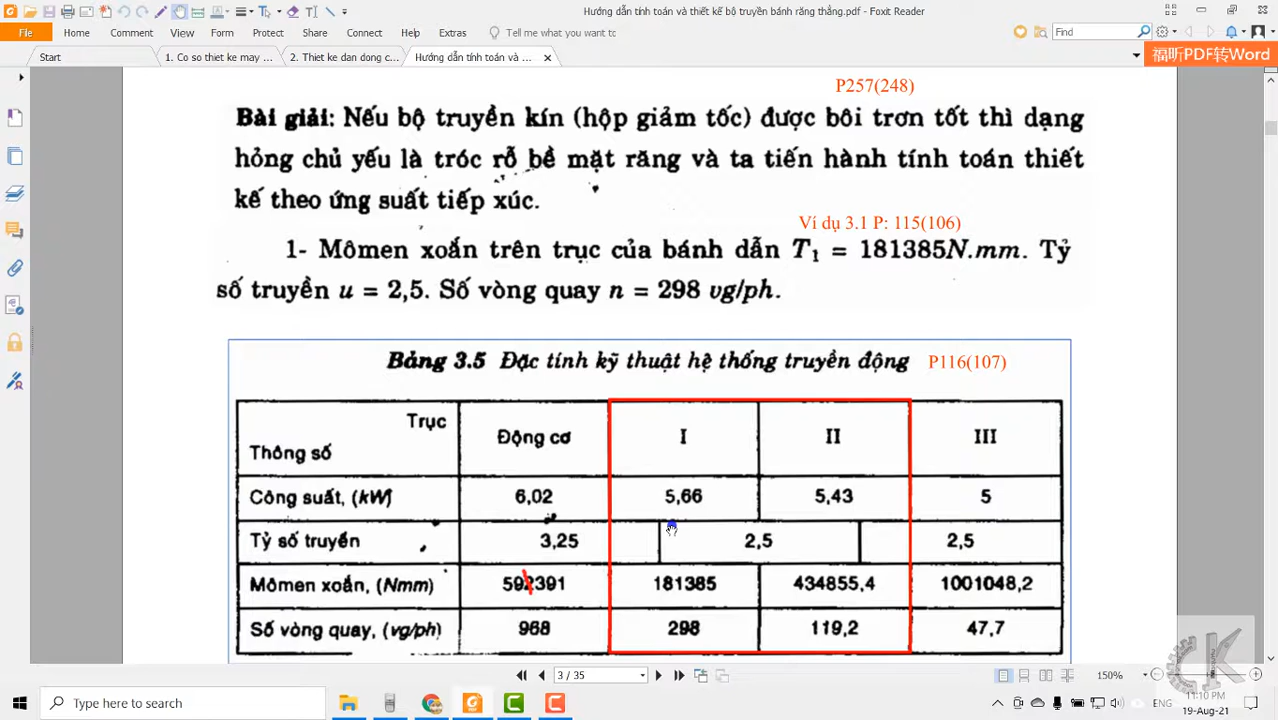 Hướng dẫn tính toán và thiết kế bộ truyền bánh răng thẳng.pdf - Foxit Reader
File Home Comment View Form Protect Share Connect Help Extras Tell me what you want to Find
Start 1. Co so thiet ke may ... 2. Thiet ke dan dong c... Hướng dẫn tính toán và ... 福昕PDF转Word
P257(248)
Bài giải: Nếu bộ truyền kín (hộp giảm tốc) được bôi trơn tốt thì dạng
hỏng chủ yếu là tróc rỗ bề mặt răng và ta tiến hành tính toán thiết
kế theo ứng suất tiếp xúc.
Ví dụ 3.1 P: 115(106)
1- Mômen xoắn trên trục của bánh dẫn T₁ = 181385N.mm. Tỷ
số truyền u = 2,5. Số vòng quay n = 298 vg/ph.
Bảng 3.5 Đặc tính kỹ thuật hệ thống truyền động P116(107)
Trục
Thông số
Động cơ I II III
Công suất, (kW) 6,02 5,66 5,43 5
Tỷ số truyền 3,25 2,5 2,5
Mômen xoắn, (Nmm) 592391 181385 434855,4 1001048,2
Số vòng quay, (vg/ph) 968 298 119,2 47,7
3 / 35 150%
Type here to search
ENG
11:10 PM
19-Aug-21